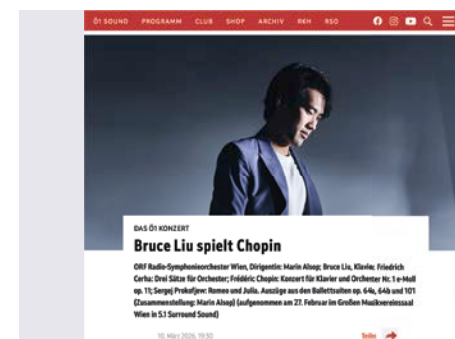 Ö1 SOUND PROGRAMM CLUB SHOP ARCHIV RKH RSO
DAS Ö1 KONZERT
Bruce Liu spielt Chopin
ORF Radio-Symphonieorchester Wien, Dirigentin: Marin Alsop; Bruce Liu, Klavier; Friedrich
Cerha: Drei Sätze für Orchester; Frédéric Chopin: Konzert für Klavier und Orchester Nr. 1 e-Moll
op. 11; Sergej Prokofjew: Romeo und Julia. Auszüge aus den Ballettsuiten op. 64a, 64b und 101
(Zusammenstellung: Marin Alsop) (aufgenommen am 27. Februar im Großen Musikvereinssaal
Wien in 5.1 Surround Sound)
10. März 2026, 19:30 Teilen